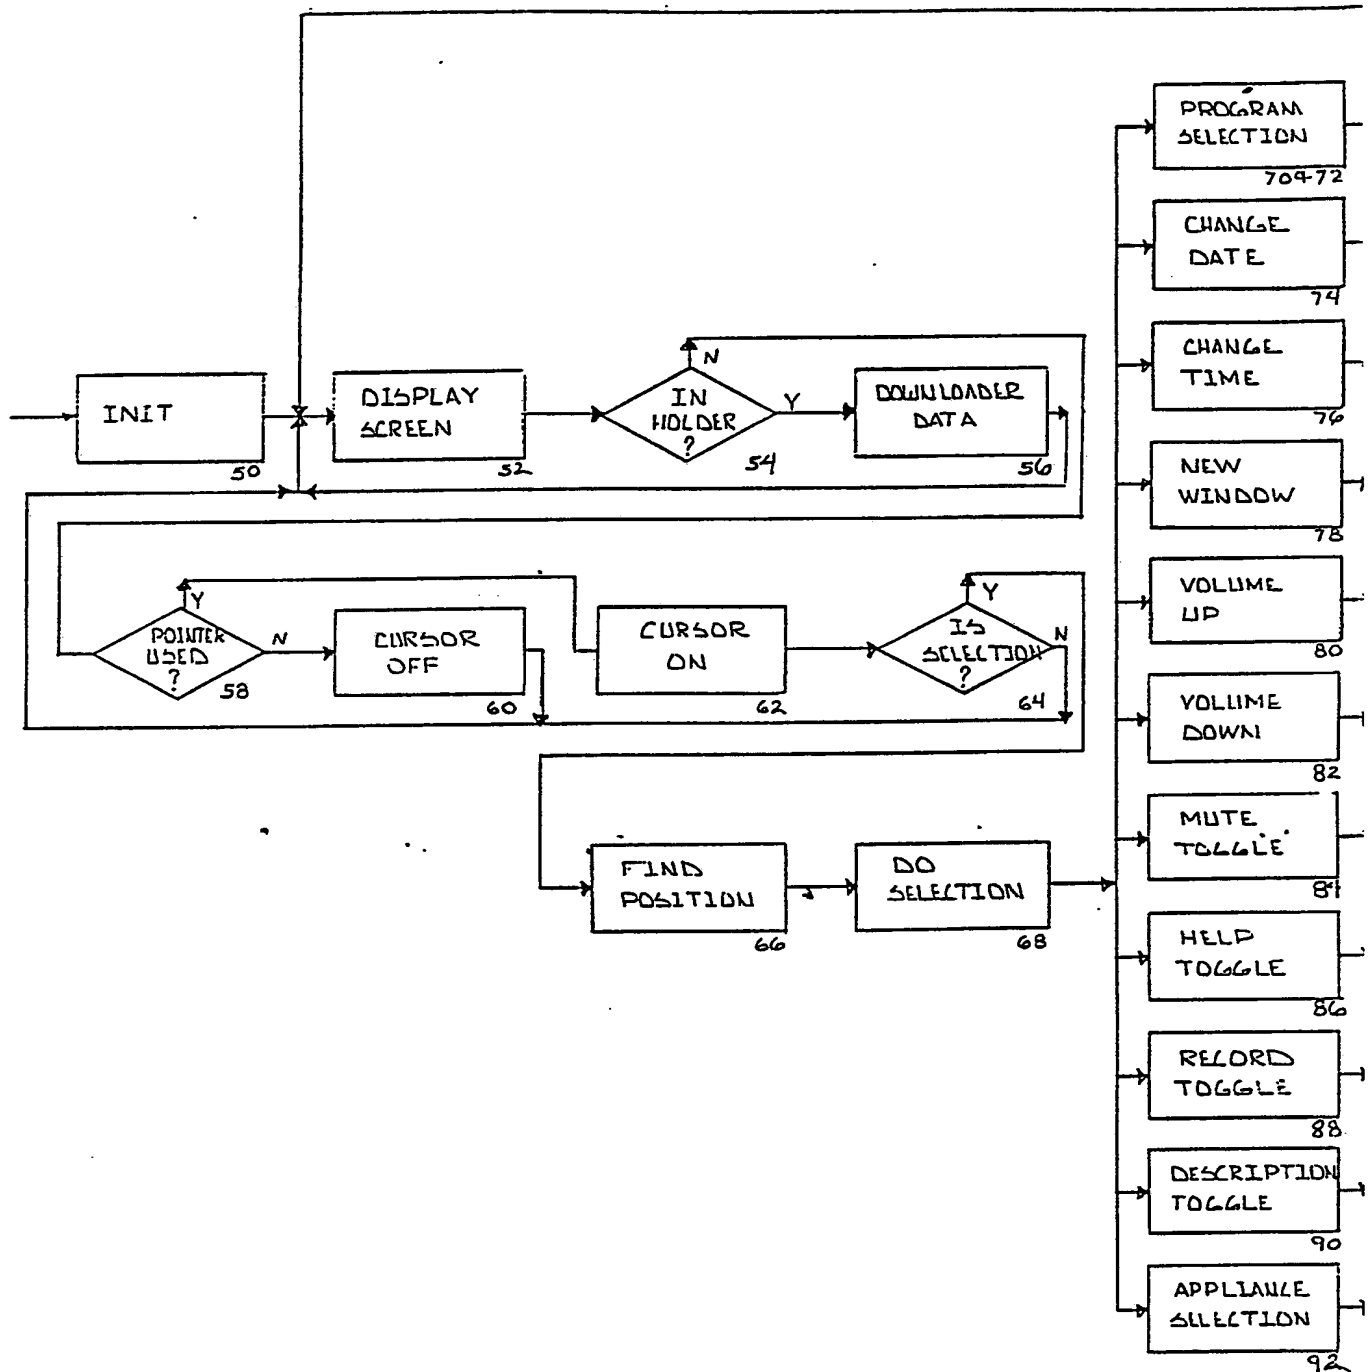 PROGRAM
SELECTION
70+72
CHANGE
DATE
74
CHANGE
TIME
76
INIT
50
DISPLAY
SCREEN
52
IN
HOLDER
?
54
N
Y
DOWNLOADER
DATA
56
NEW
WINDOW
78
POINTER
USED
?
58
Y
N
CURSOR
OFF
60
CURSOR
ON
62
IS
SELECTION
?
64
Y
N
VOLUME
UP
80
VOLUME
DOWN
82
MUTE
TOGGLE
84
FIND
POSITION
66
DO
SELECTION
68
HELP
TOGGLE
86
RECORD
TOGGLE
88
DESCRIPTION
TOGGLE
90
APPLIANCE
SELECTION
92